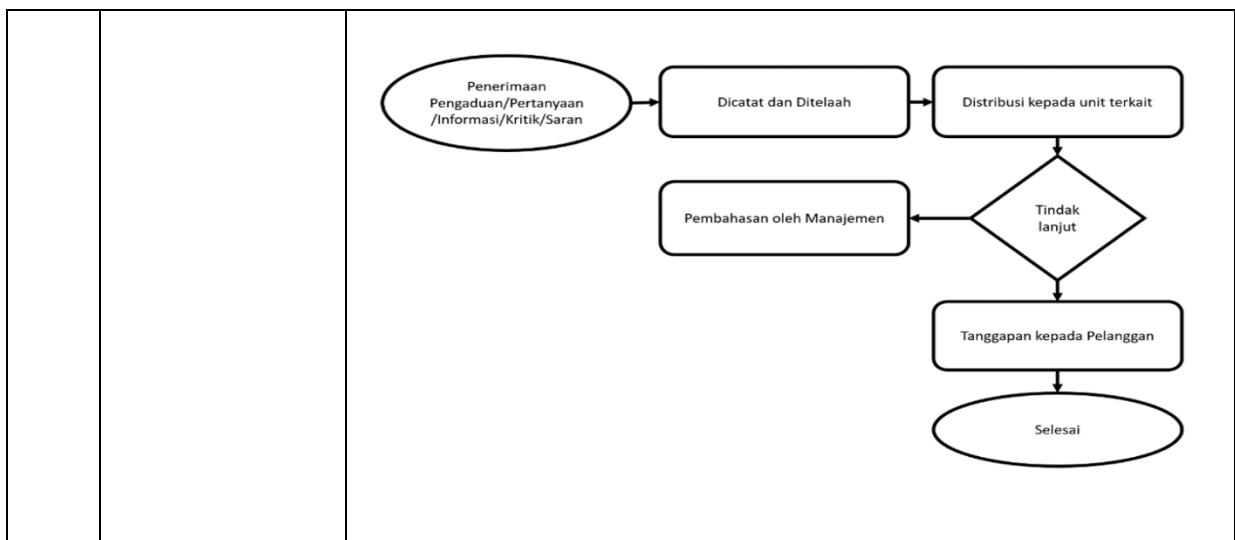 Penerimaan
Pengaduan/Pertanyaan
/Informasi/Kritik/Saran
Dicatat dan Ditelaah
Distribusi kepada unit terkait
Pembahasan oleh Manajemen
Tindak
lanjut
Tanggapan kepada Pelanggan
Selesai